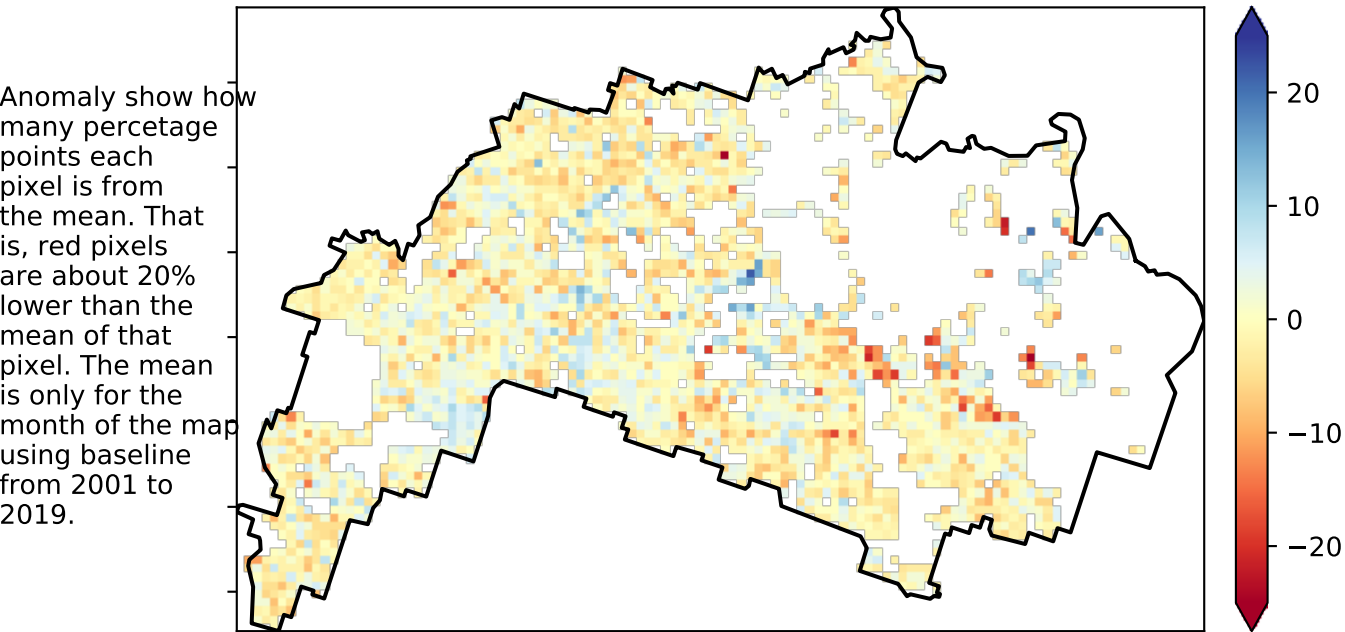 Anomaly show how
many percetage
points each
pixel is from
the mean. That
is, red pixels
are about 20%
lower than the
mean of that
pixel. The mean
is only for the
month of the map
using baseline
from 2001 to
2019.
20
10
0
−10
−20